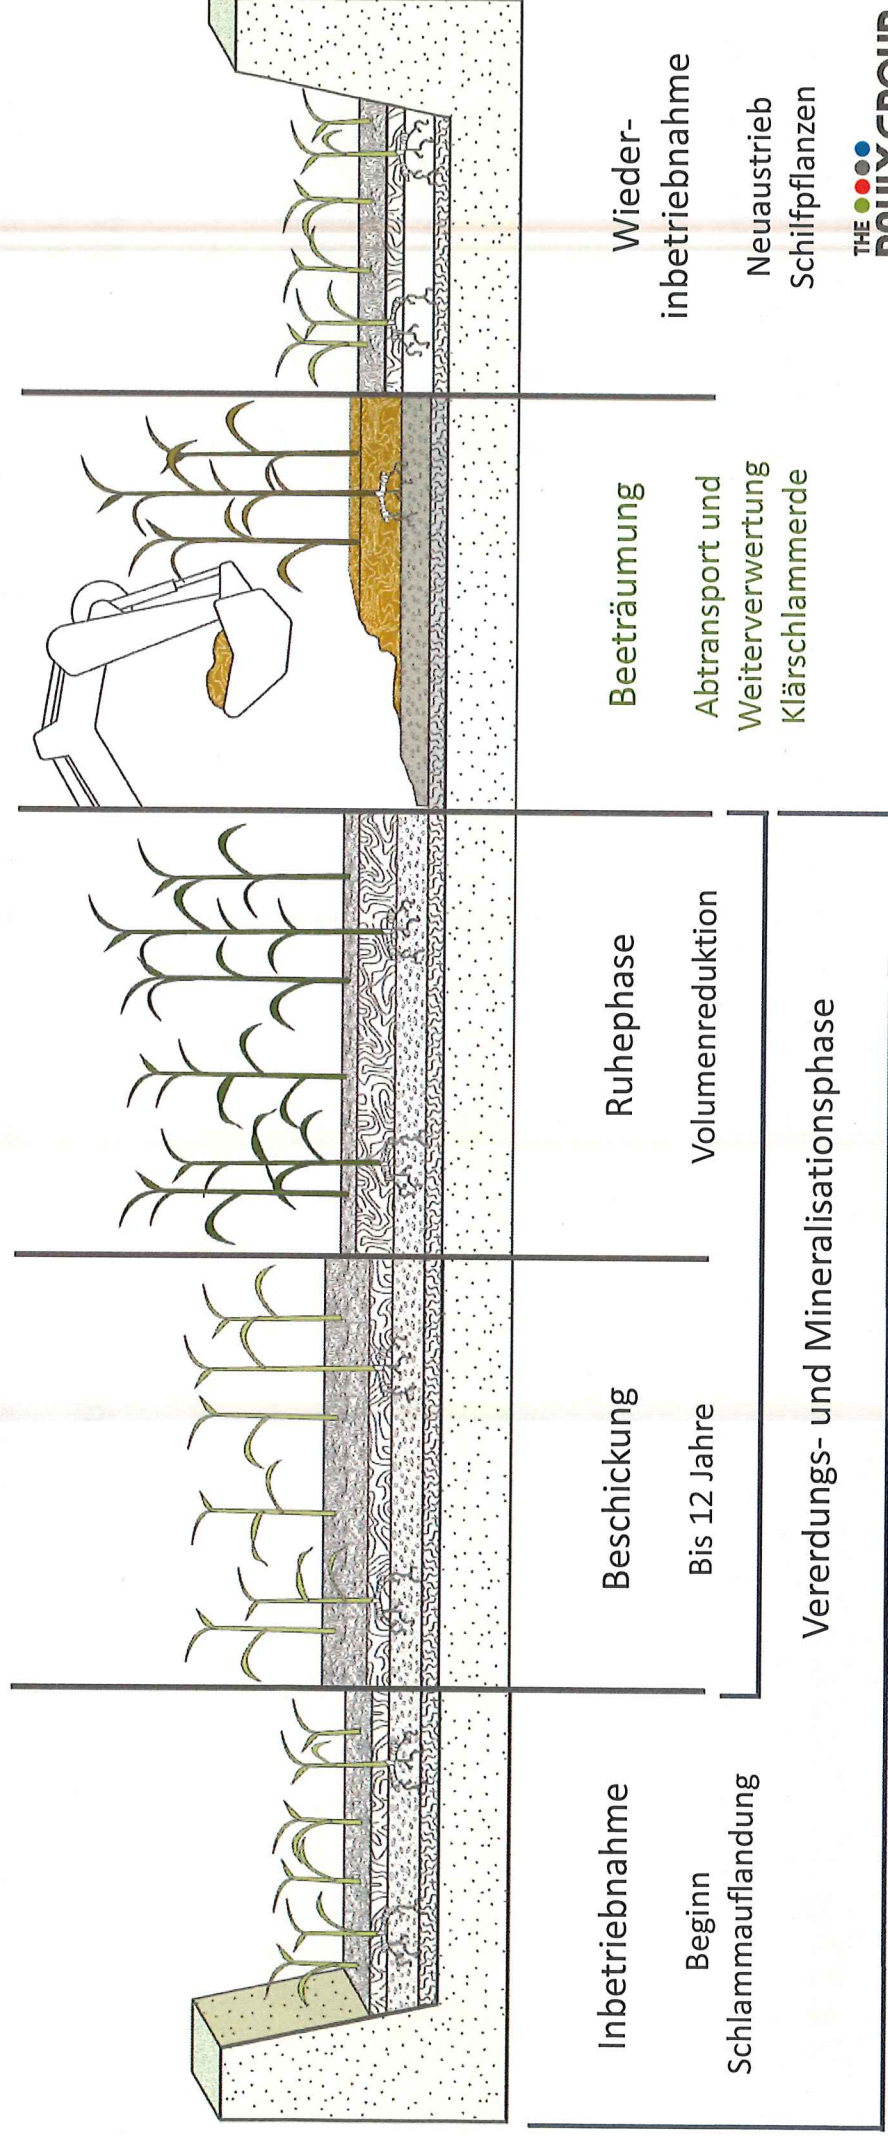 Inbetriebnahme
Beginn
Schlammauflandung
Beschickung
Bis 12 Jahre
Ruhephase
Volumenreduktion
Vererdungs- und Mineralisationsphase
Beeträumung
Abtransport und
Weiterverwertung
Klärschlammerde
Wieder-
inbetriebnahme
Neuaustrieb
Schilfpflanzen
THE